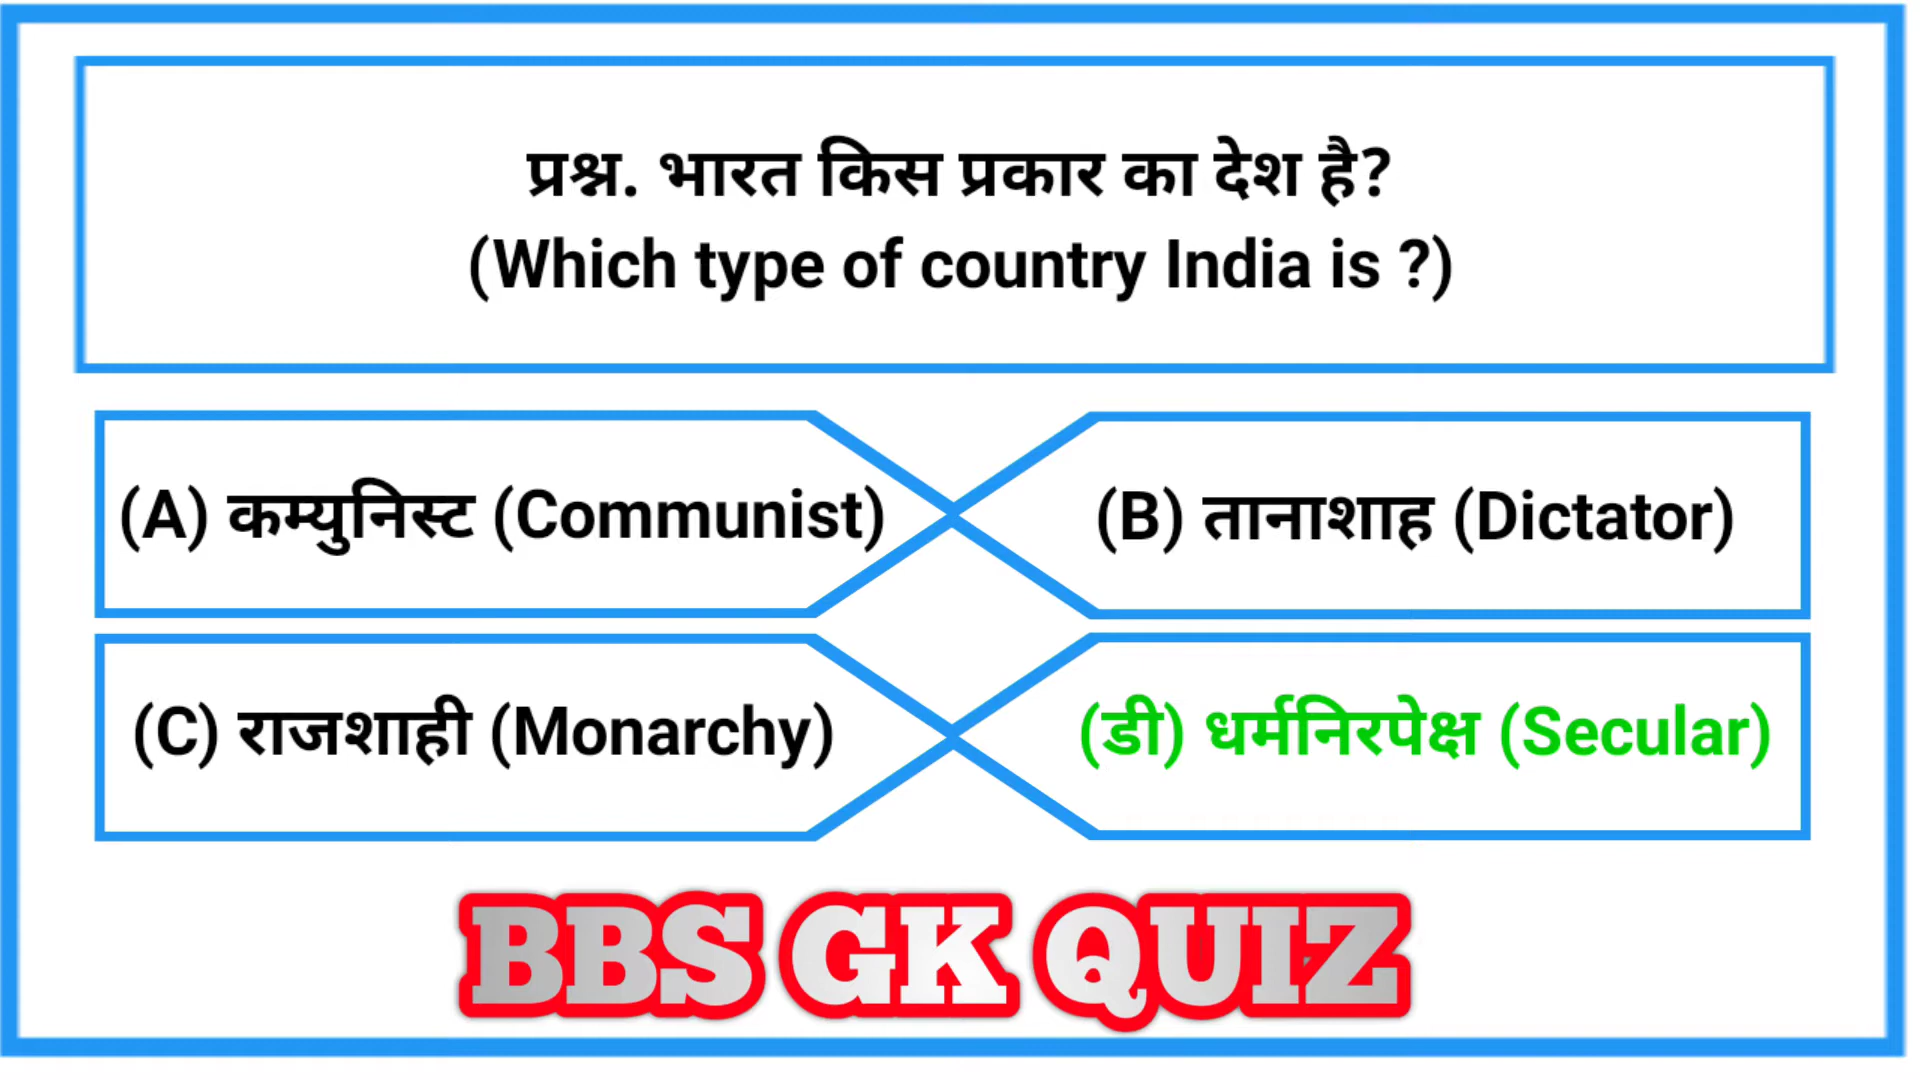 प्रश्न. भारत किस प्रकार का देश है?
(Which type of country India is ?)
(A) कम्युनिस्ट (Communist)
(B) तानाशाह (Dictator)
(C) राजशाही (Monarchy)
(डी) धर्मनिरपेक्ष (Secular)
BBS GK QUIZ